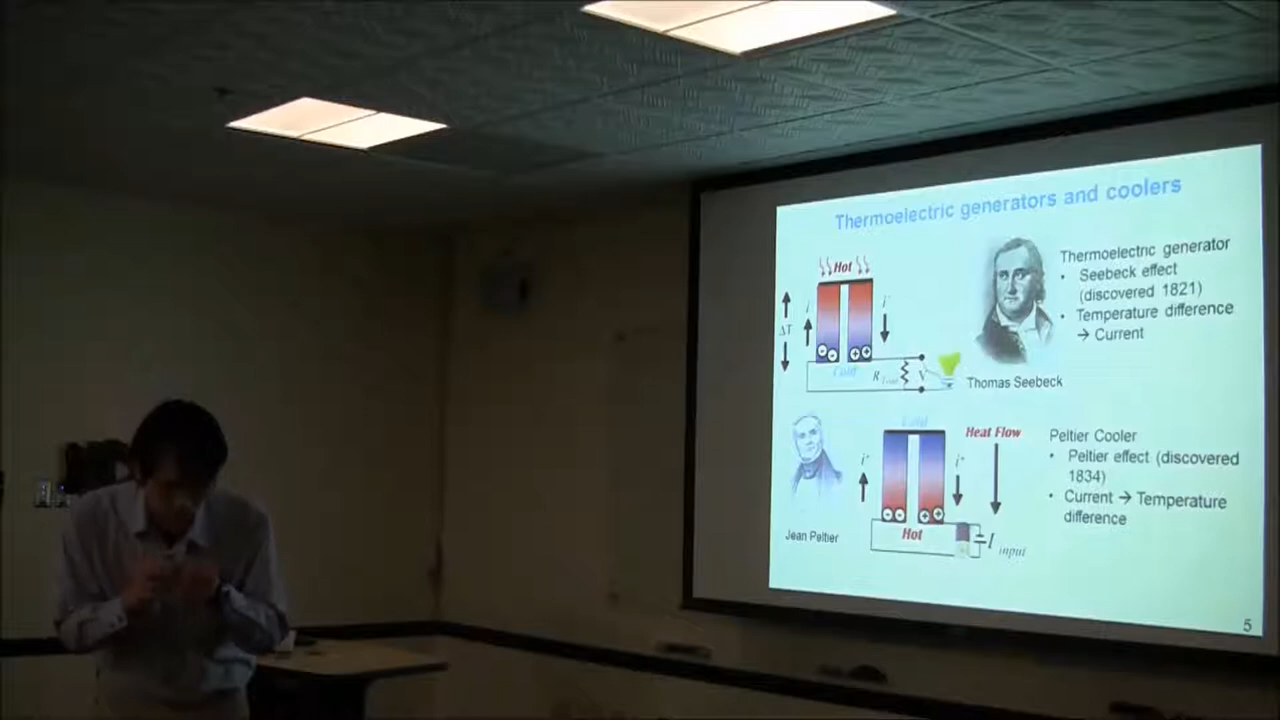 Thermoelectric generators and coolers
Hot
Thermoelectric generator
• Seebeck effect
(discovered 1821)
• Temperature difference
→ Current
ΔT
i⁻
Cold
R Load
V
Thomas Seebeck
Cold
Heat Flow
Peltier Cooler
• Peltier effect (discovered
1834)
• Current → Temperature
difference
i⁺
i⁺
Hot
I input
Jean Peltier
5